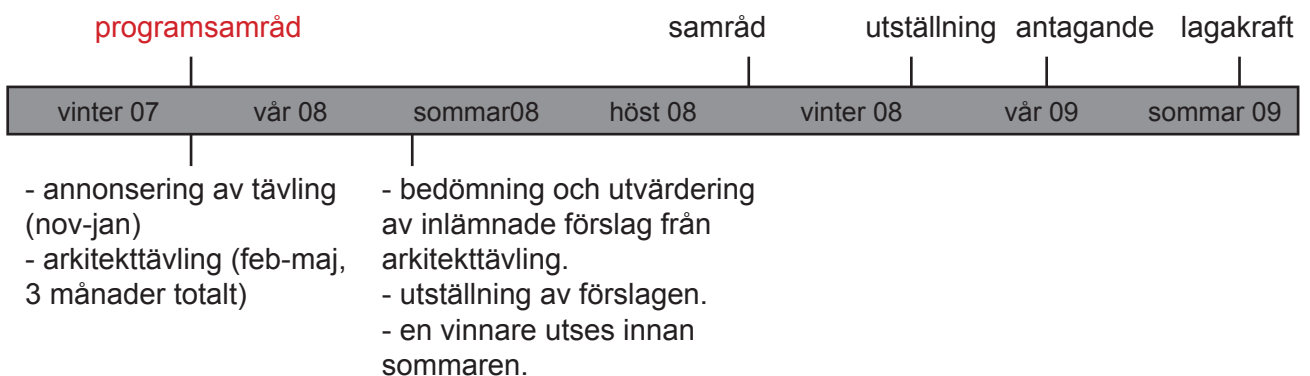 programsamråd samråd utställning antagande lagakraft
vinter 07 vår 08 sommar08 höst 08 vinter 08 vår 09 sommar 09
- annonsering av tävling
(nov-jan)
- arkitekttävling (feb-maj,
3 månader totalt)
- bedömning och utvärdering
av inlämnade förslag från
arkitekttävling.
- utställning av förslagen.
- en vinnare utses innan
sommaren.